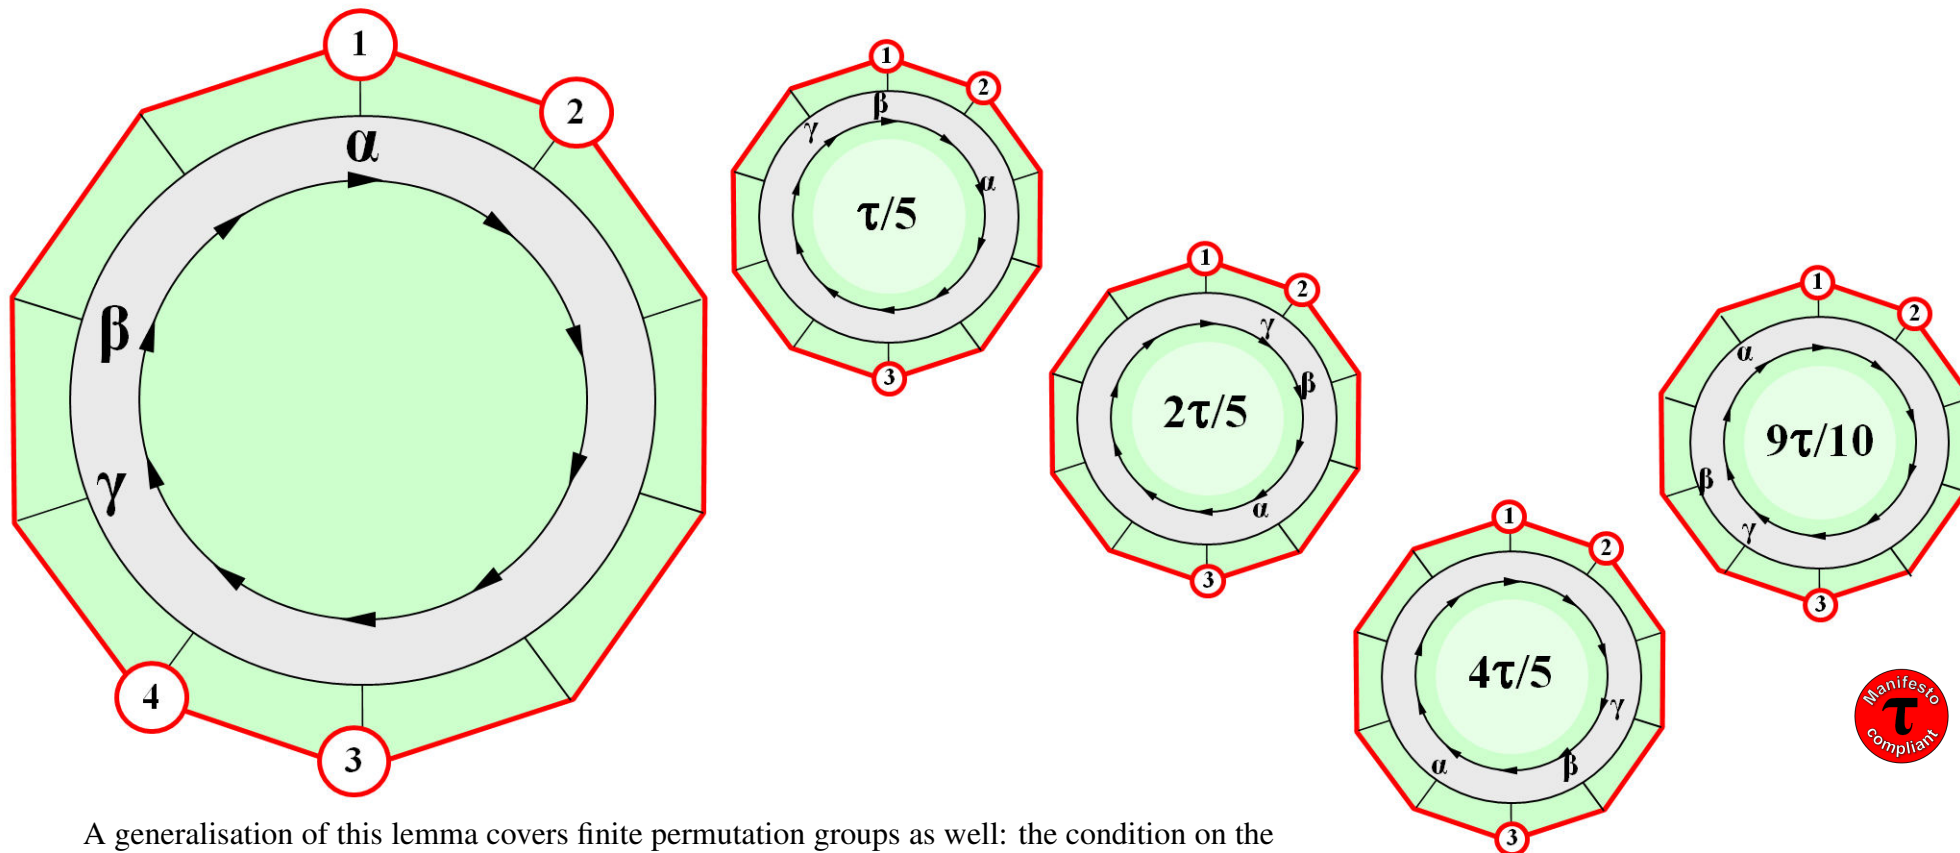 1
2
α
β
γ
4
3
1
2
β
γ
α
τ/5
3
1
2
γ
β
2τ/5
α
3
1
2
α
9τ/10
β
γ
3
1
2
4τ/5
γ
α
β
3
Manifesto
τ
compliant
A generalisation of this lemma covers finite permutation groups as well: the condition on the